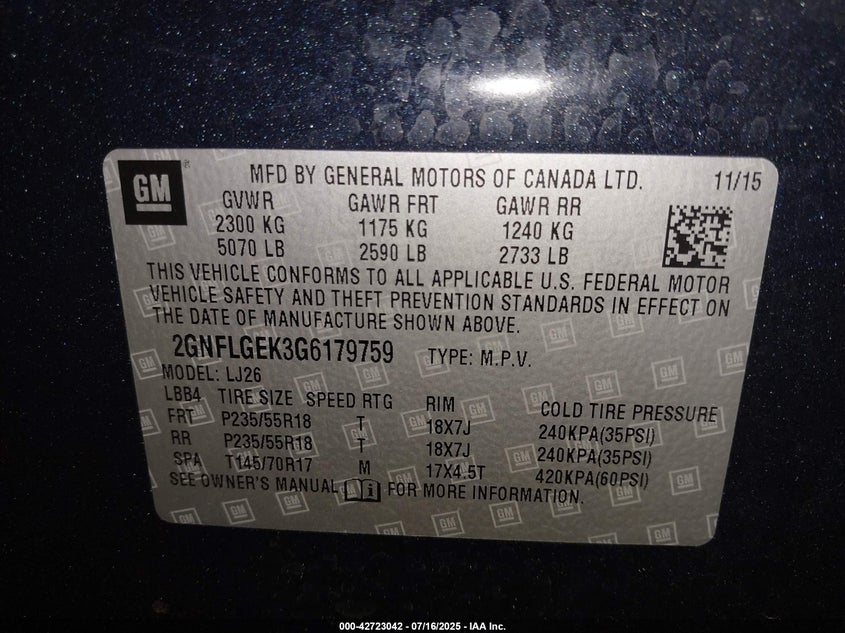 GM ® MFD BY GENERAL MOTORS OF CANADA LTD. 11/15
GVWR GAWR FRT GAWR RR
2300 KG 1175 KG 1240 KG
5070 LB 2590 LB 2733 LB
THIS VEHICLE CONFORMS TO ALL APPLICABLE U.S. FEDERAL MOTOR
VEHICLE SAFETY AND THEFT PREVENTION STANDARDS IN EFFECT ON
THE DATE OF MANUFACTURE SHOWN ABOVE.
2GNFLGEK3G6179759 TYPE: M.P.V.
MODEL: LJ26
LBB4 TIRE SIZE SPEED RTG RIM COLD TIRE PRESSURE
FRT P235/55R18 T 18X7J 240KPA(35PSI)
RR P235/55R18 T 18X7J 240KPA(35PSI)
SPA T145/70R17 M 17X4.5T 420KPA(60PSI)
SEE OWNER'S MANUAL FOR MORE INFORMATION.
000-42723042 - 07/16/2025 - IAA Inc.